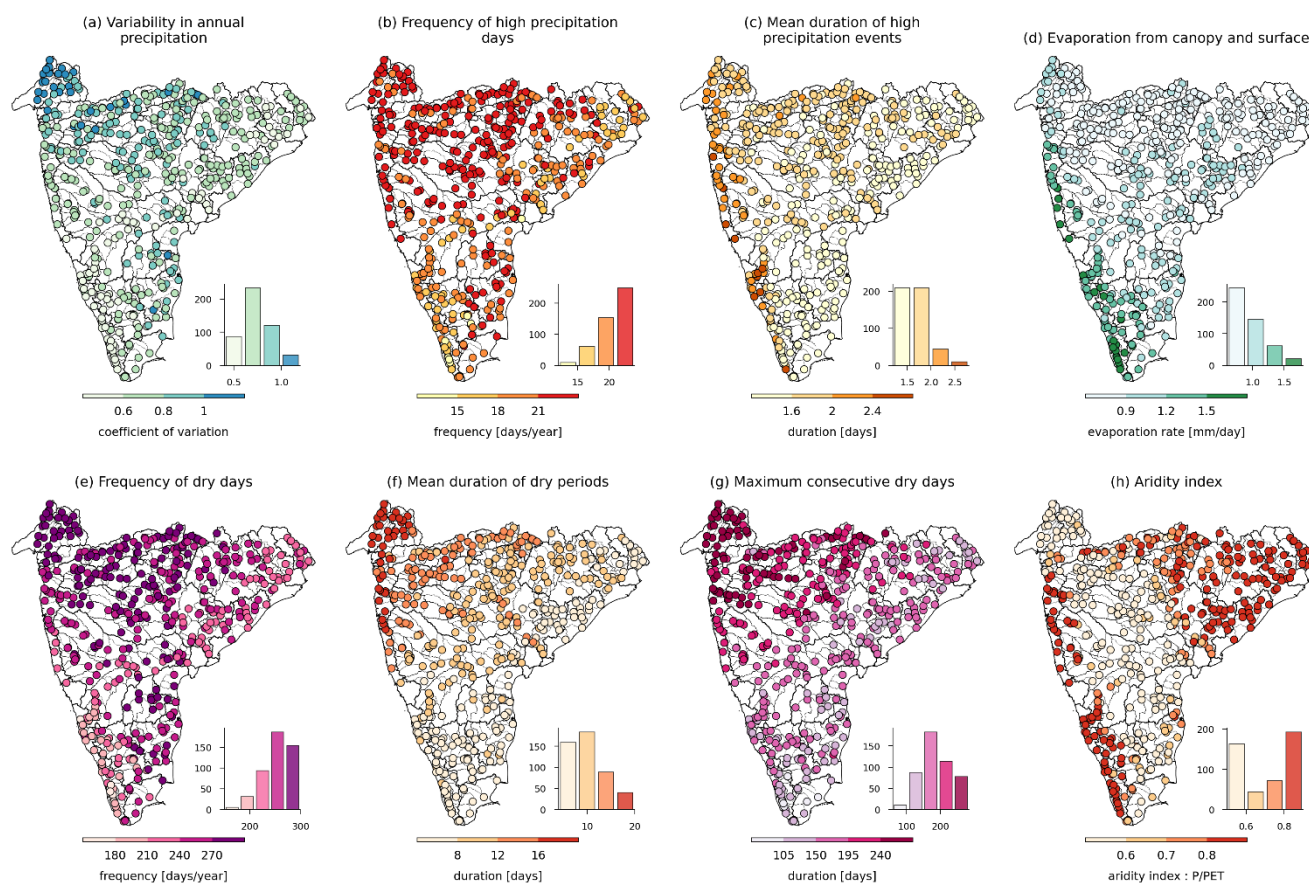 (a) Variability in annual
precipitation
(b) Frequency of high precipitation
days
(c) Mean duration of high
precipitation events
(d) Evaporation from canopy and surface
200
100
0
0.5 1.0
0.6 0.8 1
coefficient of variation
200
100
0
15 20
15 18 21
frequency [days/year]
200
100
0
1.5 2.0 2.5
1.6 2 2.4
duration [days]
200
100
0
1.0 1.5
0.9 1.2 1.5
evaporation rate [mm/day]
(e) Frequency of dry days
(f) Mean duration of dry periods
(g) Maximum consecutive dry days
(h) Aridity index
150
100
50
0
200 300
180 210 240 270
frequency [days/year]
150
100
50
0
10 20
8 12 16
duration [days]
150
100
50
0
100 200
105 150 195 240
duration [days]
200
100
0
0.6 0.8
0.6 0.7 0.8
aridity index : P/PET